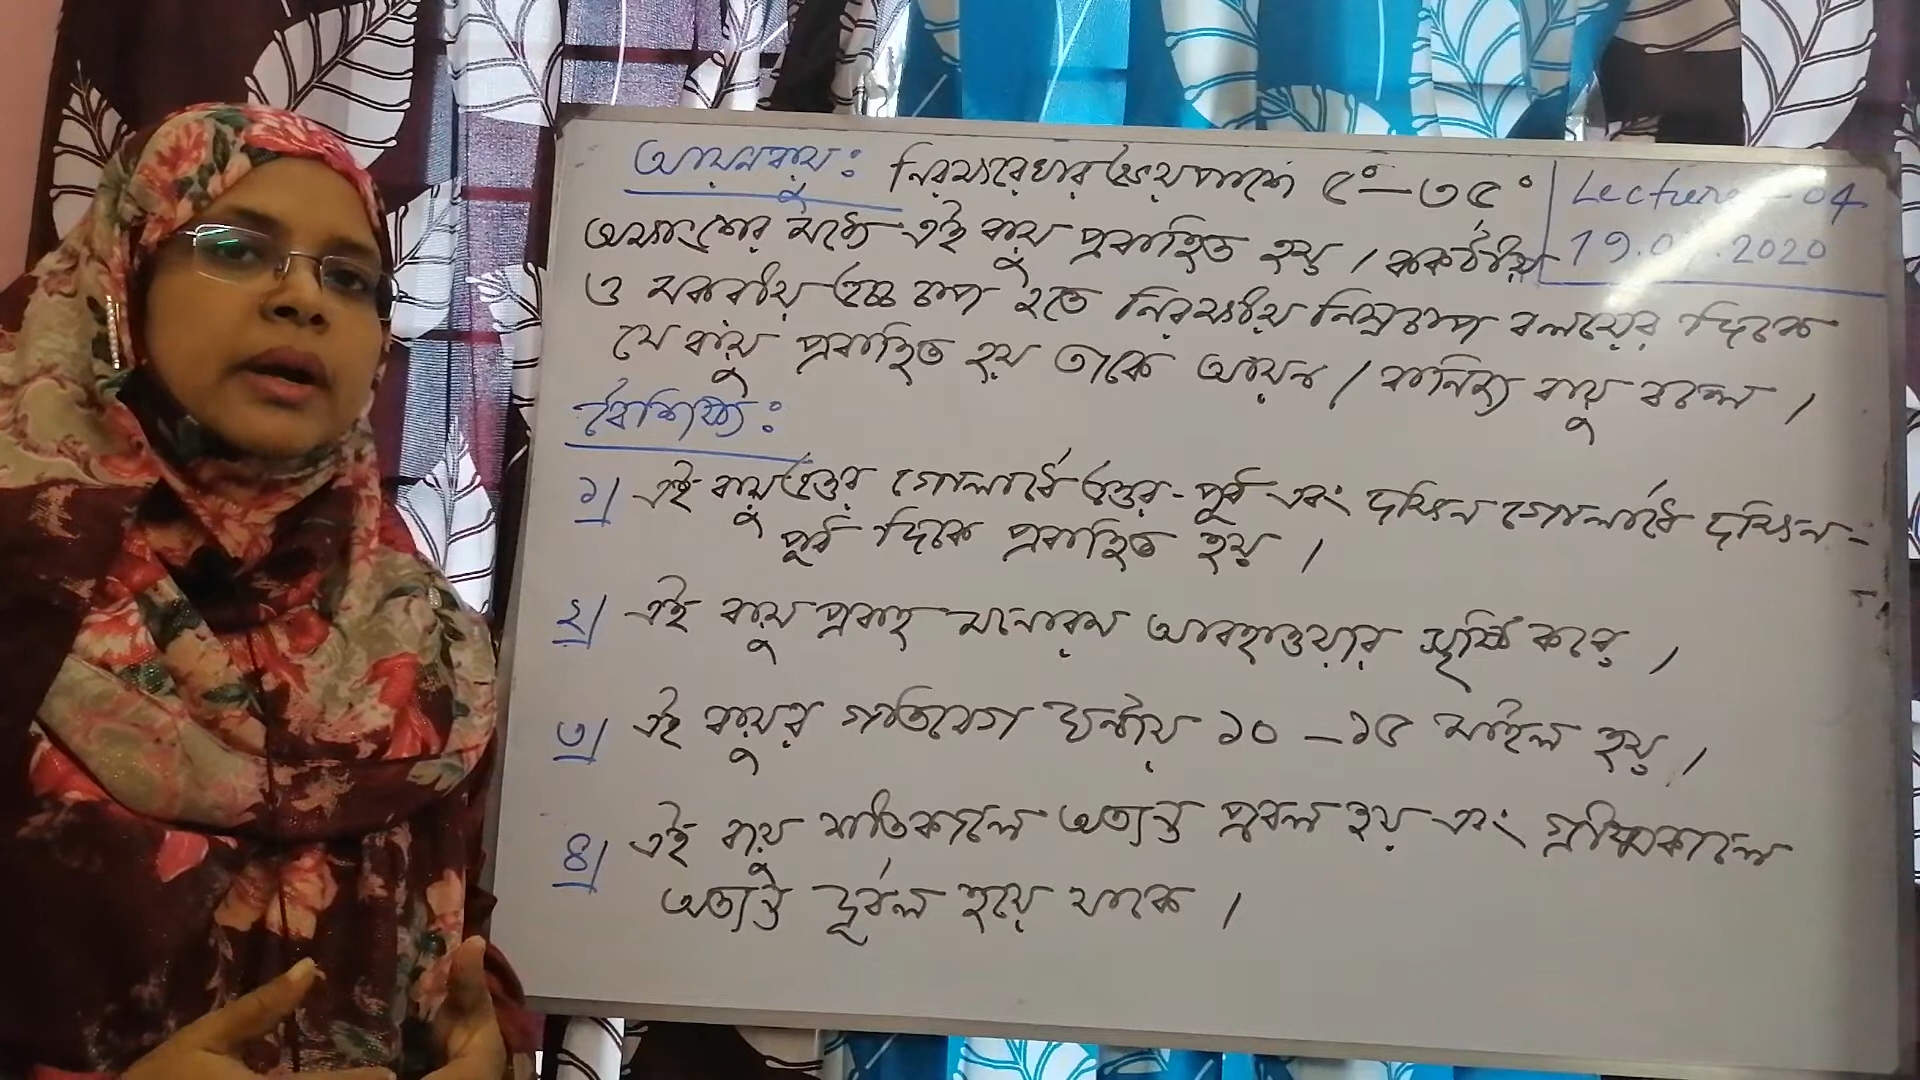 আয়নবায়ু: নিরক্ষরেখার উভয়পাশে ৫°–৩৫°
Lecture-04
অক্ষাংশের মধ্যে এই বায়ু প্রবাহিত হয়। কর্কটীয়
19.0 .2020
ও মকরীয় উচ্চ চাপ হতে নিরক্ষীয় নিম্নচাপ বলয়ের দিকে
যে বায়ু প্রবাহিত হয় তাকে আয়ন / বানিজ্য বায়ু বলে।
বৈশিষ্ট্য:
১| এই বায়ু উত্তর গোলার্ধে উত্তর-পূর্ব এবং দক্ষিন গোলার্ধে দক্ষিন-
পূর্ব দিকে প্রবাহিত হয়।
২| এই বায়ু প্রবাহ মনোরম আবহাওয়ার সৃষ্টি করে।
৩| এই বায়ুর গতিবেগ ঘন্টায় ১০ – ১৫ মাইল হয়।
৪| এই বায়ু শীতকালে অত্যন্ত প্রবল হয় এবং গ্রীষ্মকালে
অত্যন্ত দূর্বল হয়ে থাকে।